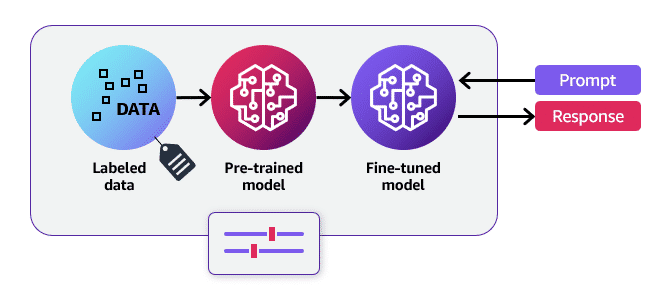 DATA
Labeled
data
Pre-trained
model
Fine-tuned
model
Prompt
Response